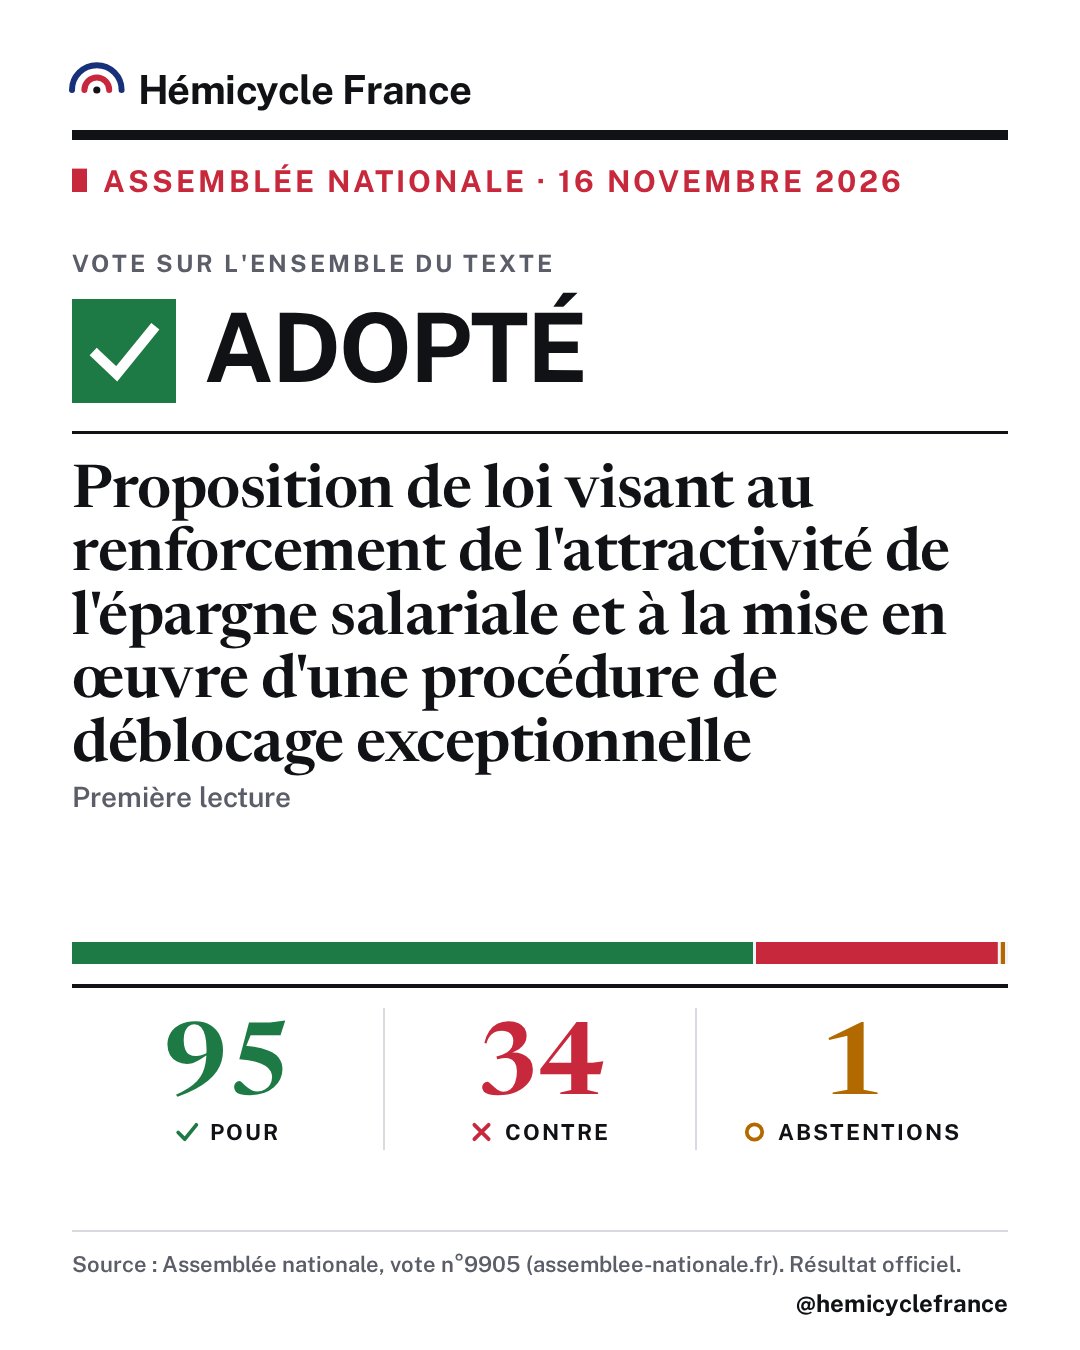 Hémicycle France
ASSEMBLÉE NATIONALE · 16 NOVEMBRE 2026
VOTE SUR L'ENSEMBLE DU TEXTE
ADOPTÉ
Proposition de loi visant au
renforcement de l'attractivité de
l'épargne salariale et à la mise en
œuvre d'une procédure de
déblocage exceptionnelle
Première lecture
95 34 1
POUR CONTRE ABSTENTIONS
Source : Assemblée nationale, vote n°9905 (assemblee-nationale.fr). Résultat officiel.
@hemicyclefrance